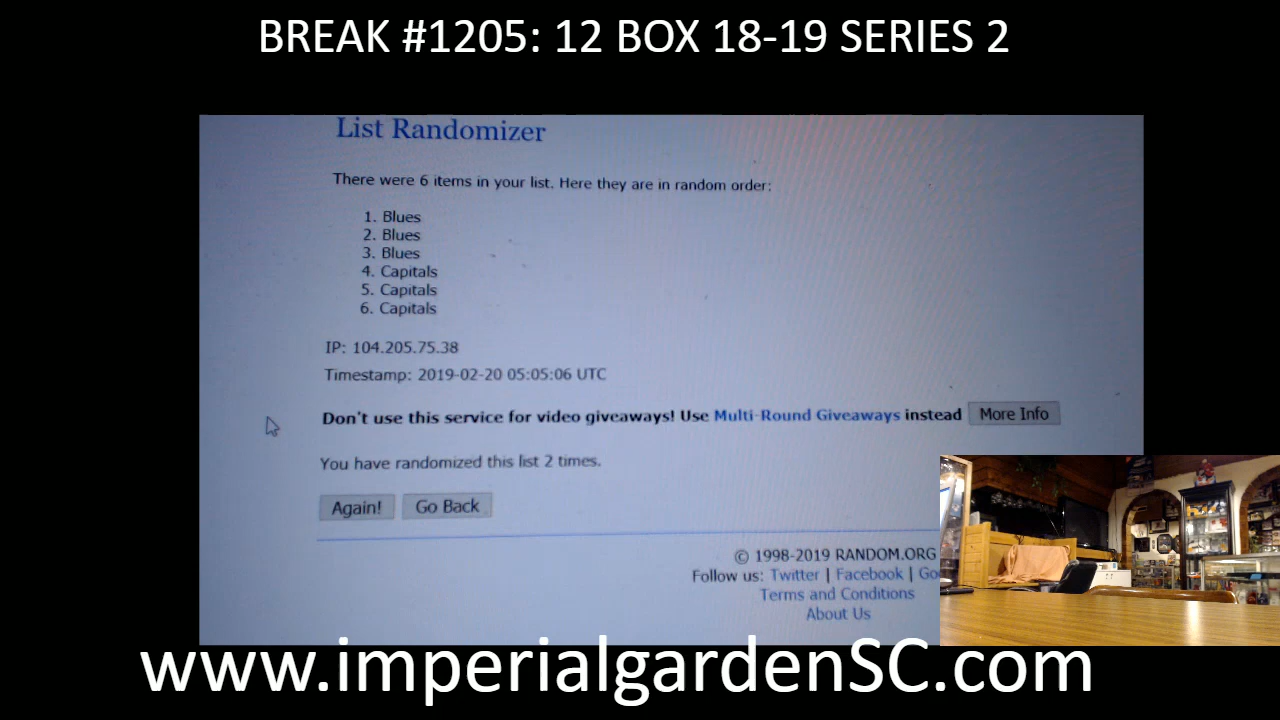 BREAK #1205: 12 BOX 18-19 SERIES 2
List Randomizer
There were 6 items in your list. Here they are in random order:
1. Blues
2. Blues
3. Blues
4. Capitals
5. Capitals
6. Capitals
IP: 104.205.75.38
Timestamp: 2019-02-20 05:05:06 UTC
Don't use this service for video giveaways! Use Multi-Round Giveaways instead More Info
You have randomized this list 2 times.
Again! Go Back
© 1998-2019 RANDOM.ORG
Follow us: Twitter | Facebook | Go
Terms and Conditions
About Us
www.imperialgardenSC.com